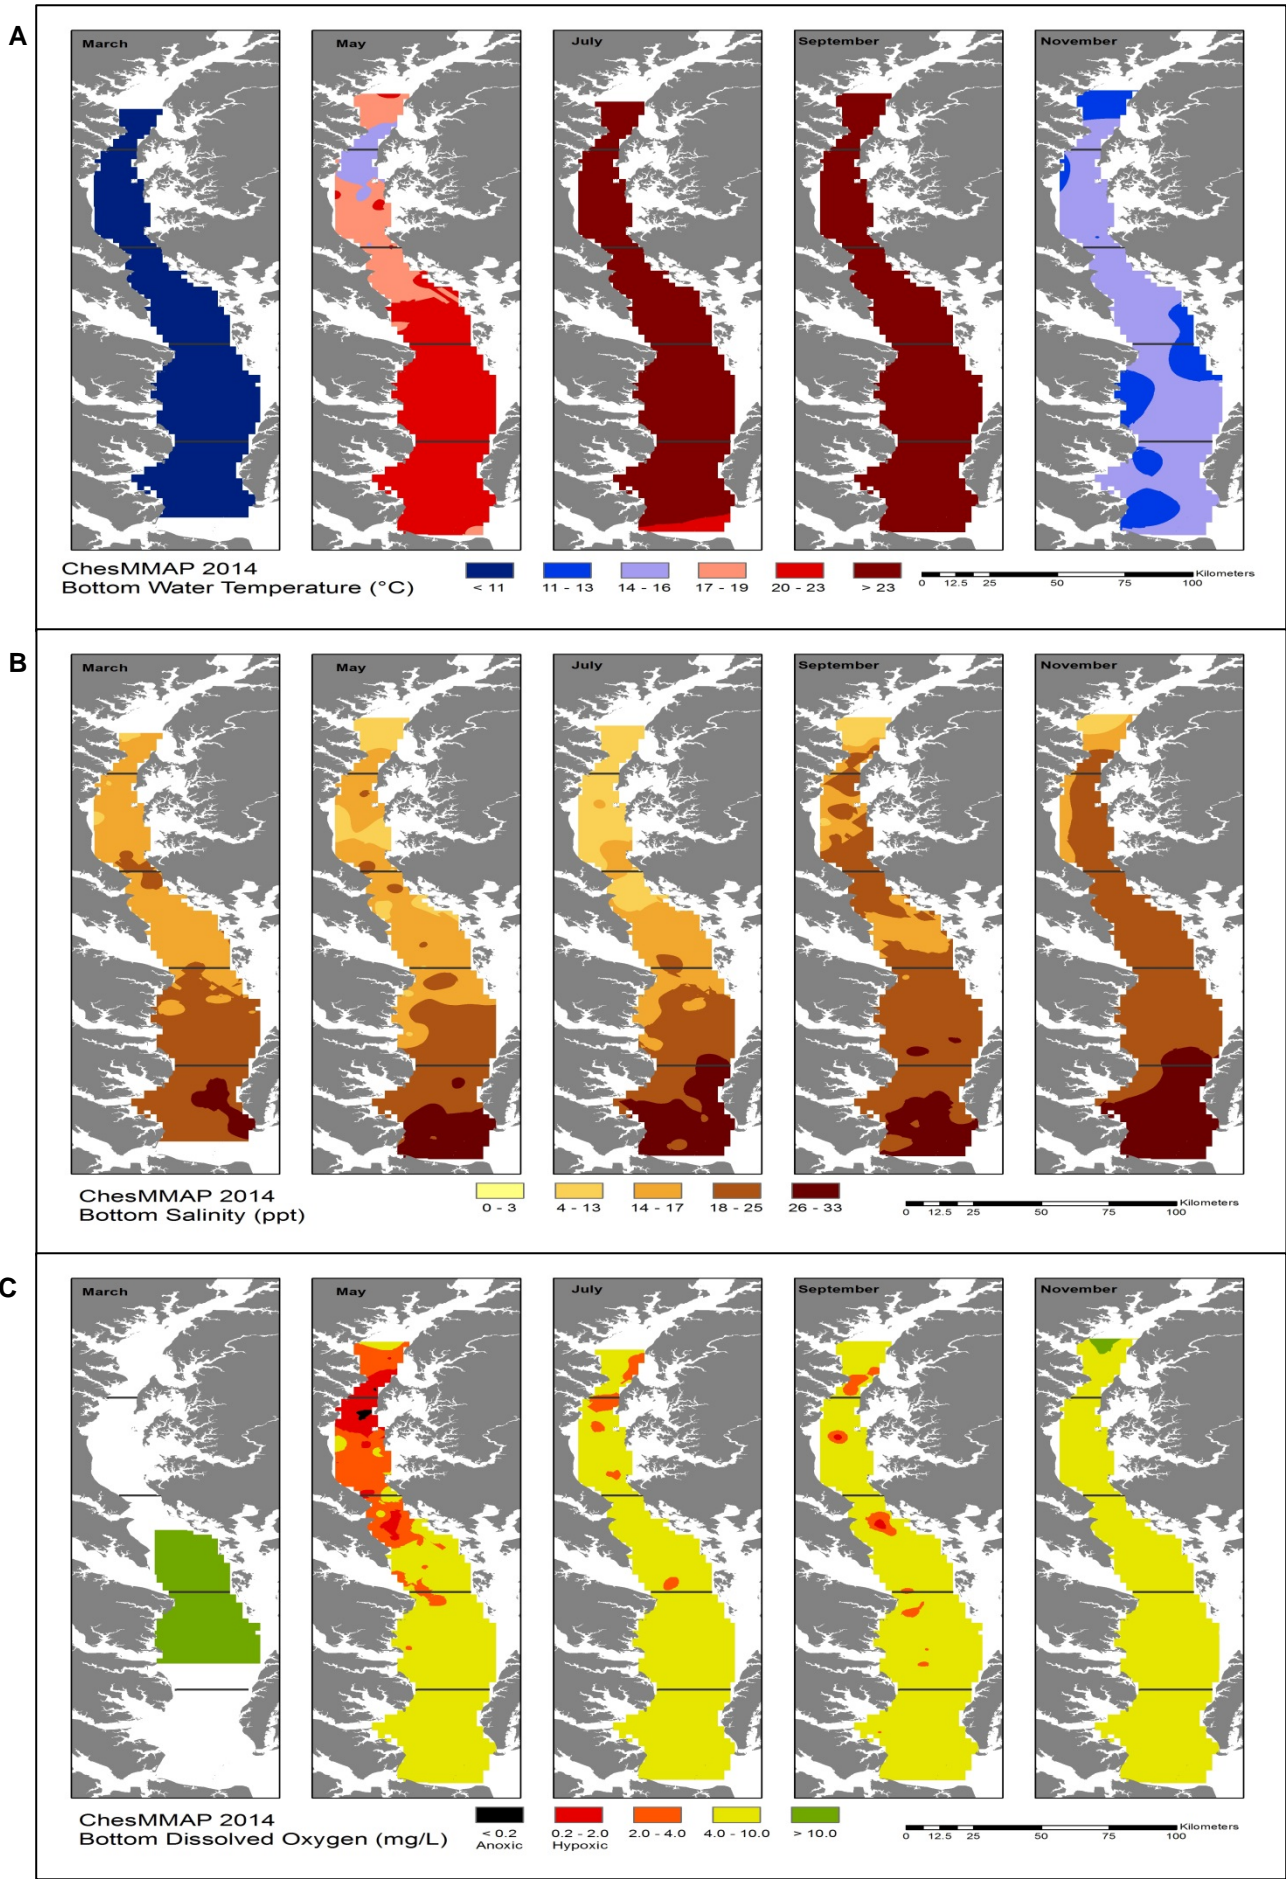 A
March May July September November
ChesMMAP 2014
Bottom Water Temperature (°C)
< 11 11 - 13 14 - 16 17 - 19 20 - 23 > 23
0 12.5 25 50 75 100 Kilometers
B
March May July September November
ChesMMAP 2014
Bottom Salinity (ppt)
0 - 3 4 - 13 14 - 17 18 - 25 26 - 33
0 12.5 25 50 75 100 Kilometers
C
March May July September November
ChesMMAP 2014
Bottom Dissolved Oxygen (mg/L)
< 0.2 0.2 - 2.0 2.0 - 4.0 4.0 - 10.0 > 10.0
Anoxic Hypoxic
0 12.5 25 50 75 100 Kilometers